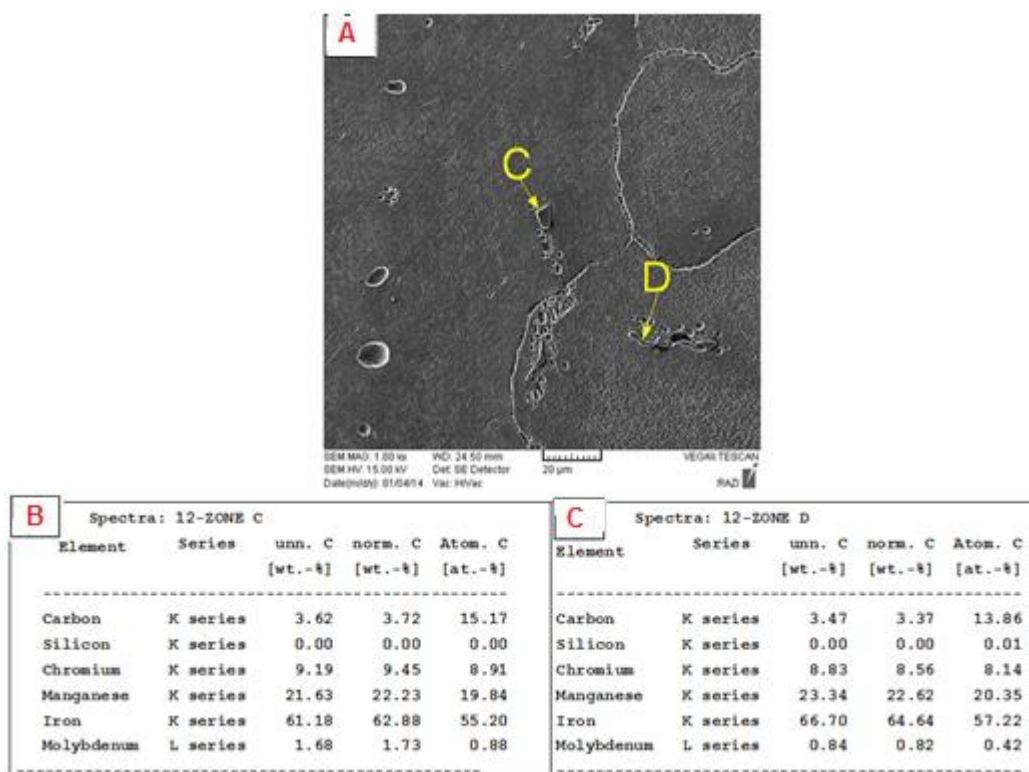 A
C
D
SEM MAG: 1.00 kx WD: 24.50 mm VEGAII TESCAN
SEM HV: 15.00 kV Det: SE Detector 20 µm
Date(m/d/y): 01/04/14 Vac: HiVac RAZI
B
Spectra: 12-ZONE C
Element Series unn. C norm. C Atom. C
[wt.-%] [wt.-%] [at.-%]
Carbon K series 3.62 3.72 15.17
Silicon K series 0.00 0.00 0.00
Chromium K series 9.19 9.45 8.91
Manganese K series 21.63 22.23 19.84
Iron K series 61.18 62.88 55.20
Molybdenum L series 1.68 1.73 0.88
C
Spectra: 12-ZONE D
Element Series unn. C norm. C Atom. C
[wt.-%] [wt.-%] [at.-%]
Carbon K series 3.47 3.37 13.86
Silicon K series 0.00 0.00 0.01
Chromium K series 8.83 8.56 8.14
Manganese K series 23.34 22.62 20.35
Iron K series 66.70 64.64 57.22
Molybdenum L series 0.84 0.82 0.42